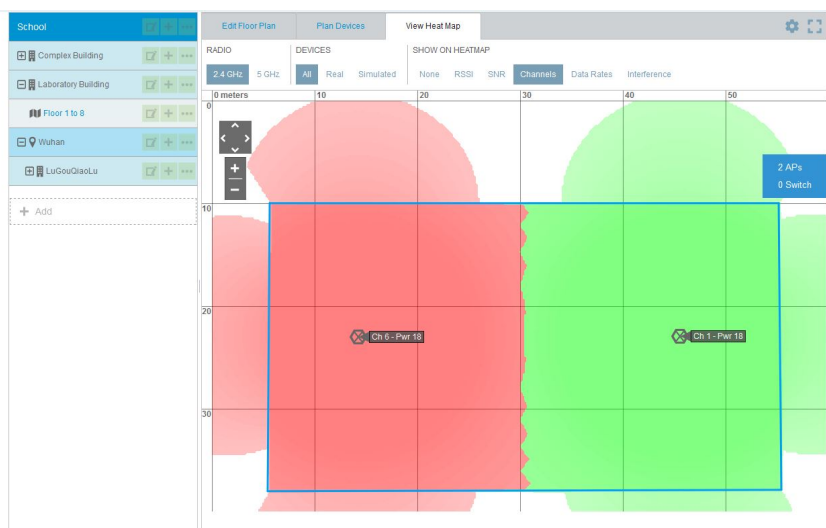 School
Complex Building
Laboratory Building
Floor 1 to 8
Wuhan
LuGouQiaoLu
+ Add
Edit Floor Plan Plan Devices View Heat Map
RADIO DEVICES SHOW ON HEATMAP
2.4 GHz 5 GHz All Real Simulated None RSSI SNR Channels Data Rates Interference
0 meters 10 20 30 40 50
0
2 APs
0 Switch
10
20
Ch 6 - Pwr 18 Ch 1 - Pwr 18
30